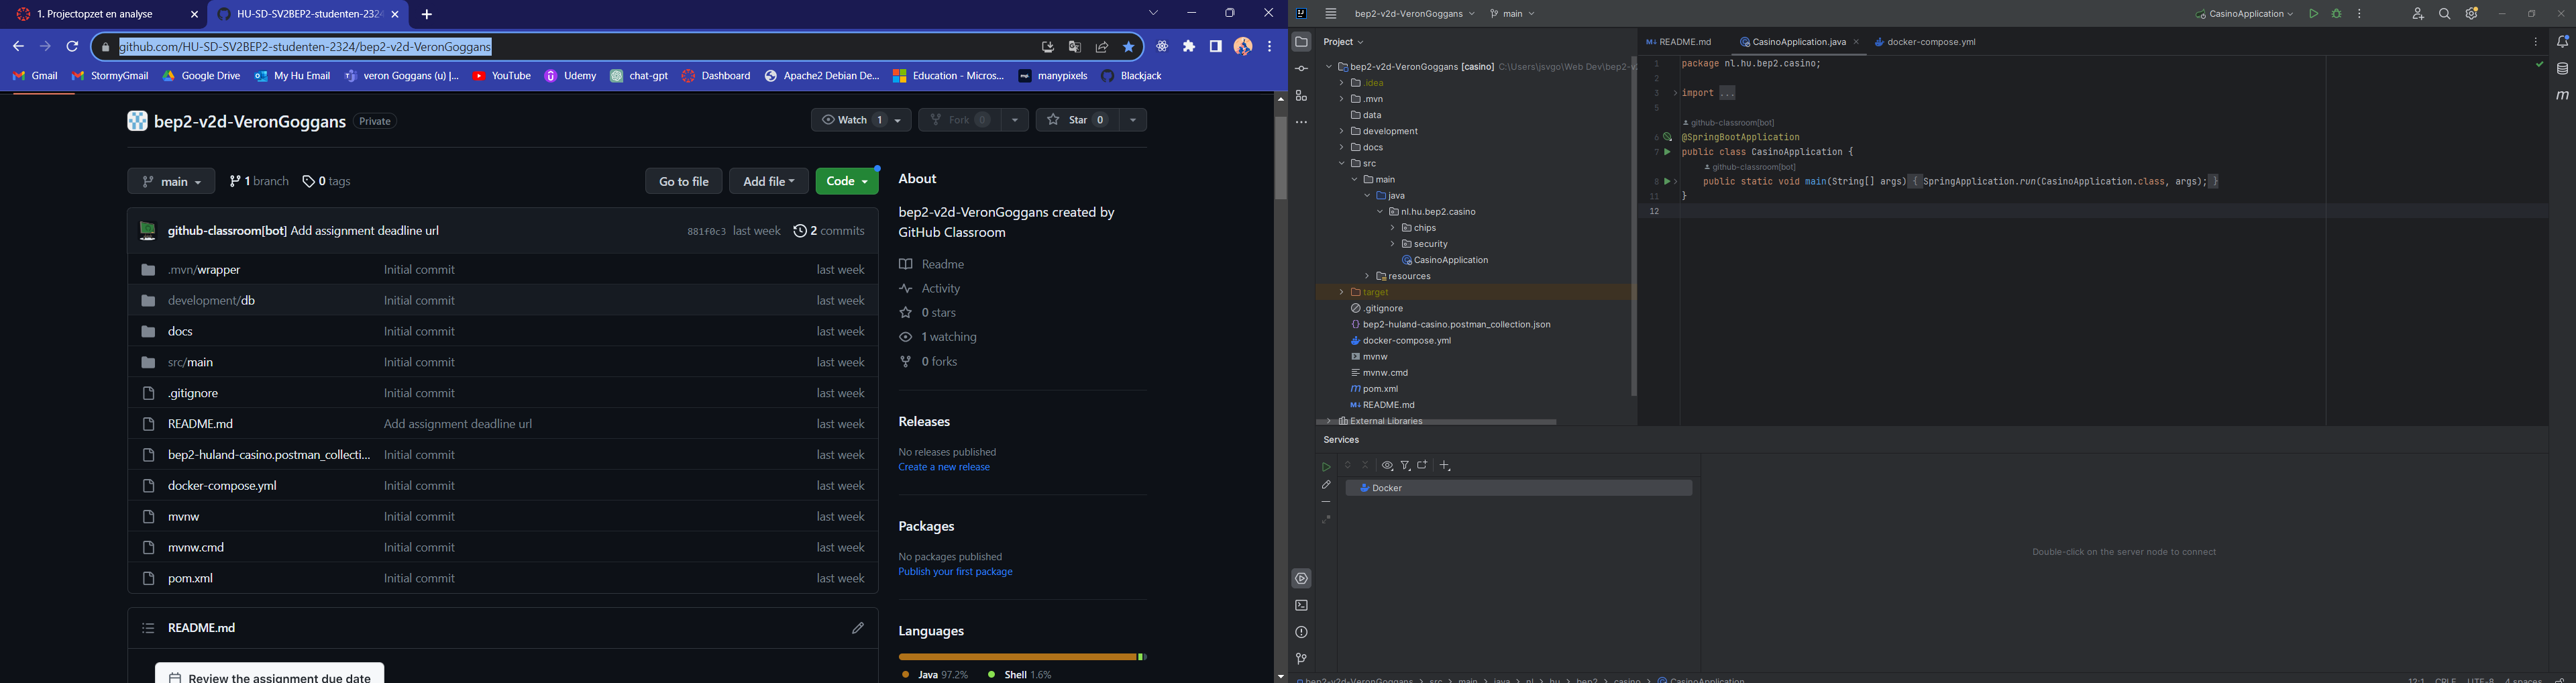 1. Projectopzet en analyse
HU-SD-SV2BEP2-studenten-2324
github.com/HU-SD-SV2BEP2-studenten-2324/bep2-v2d-VeronGoggans
Gmail
StormyGmail
Google Drive
My Hu Email
veron Goggans (u) |...
YouTube
Udemy
chat-gpt
Dashboard
Apache2 Debian De...
Education - Micros...
manypixels
Blackjack
bep2-v2d-VeronGoggans
Private
Watch 1
Fork 0
Star 0
main
1 branch
0 tags
Go to file
Add file
Code
github-classroom[bot] Add assignment deadline url
881f0c3 last week
2 commits
.mvn/wrapper Initial commit last week
development/db Initial commit last week
docs Initial commit last week
src/main Initial commit last week
.gitignore Initial commit last week
README.md Add assignment deadline url last week
bep2-huland-casino.postman_collecti... Initial commit last week
docker-compose.yml Initial commit last week
mvnw Initial commit last week
mvnw.cmd Initial commit last week
pom.xml Initial commit last week
README.md
Review the assignment due date
About
bep2-v2d-VeronGoggans created by
GitHub Classroom
Readme
Activity
0 stars
1 watching
0 forks
Releases
No releases published
Create a new release
Packages
No packages published
Publish your first package
Languages
Java 97.2%
Shell 1.6%
bep2-v2d-VeronGoggans
main
CasinoApplication
Project
bep2-v2d-VeronGoggans [casino] C:\Users\jsvgo\Web Dev\bep2-v
.idea
.mvn
data
development
docs
src
main
java
nl.hu.bep2.casino
chips
security
CasinoApplication
resources
target
.gitignore
bep2-huland-casino.postman_collection.json
docker-compose.yml
mvnw
mvnw.cmd
pom.xml
README.md
External Libraries
README.md
CasinoApplication.java
docker-compose.yml
1 package nl.hu.bep2.casino;
2
3 import ...
5
github-classroom[bot]
6 @SpringBootApplication
7 public class CasinoApplication {
github-classroom[bot]
8 public static void main(String[] args) { SpringApplication.run(CasinoApplication.class, args); }
11 }
12
Services
Docker
Double-click on the server node to connect
bep2-v2d-VeronGoggans > src > main > java > nl > hu > bep2 > casino > CasinoApplication
12:1 CRLF UTF-8 4 spaces